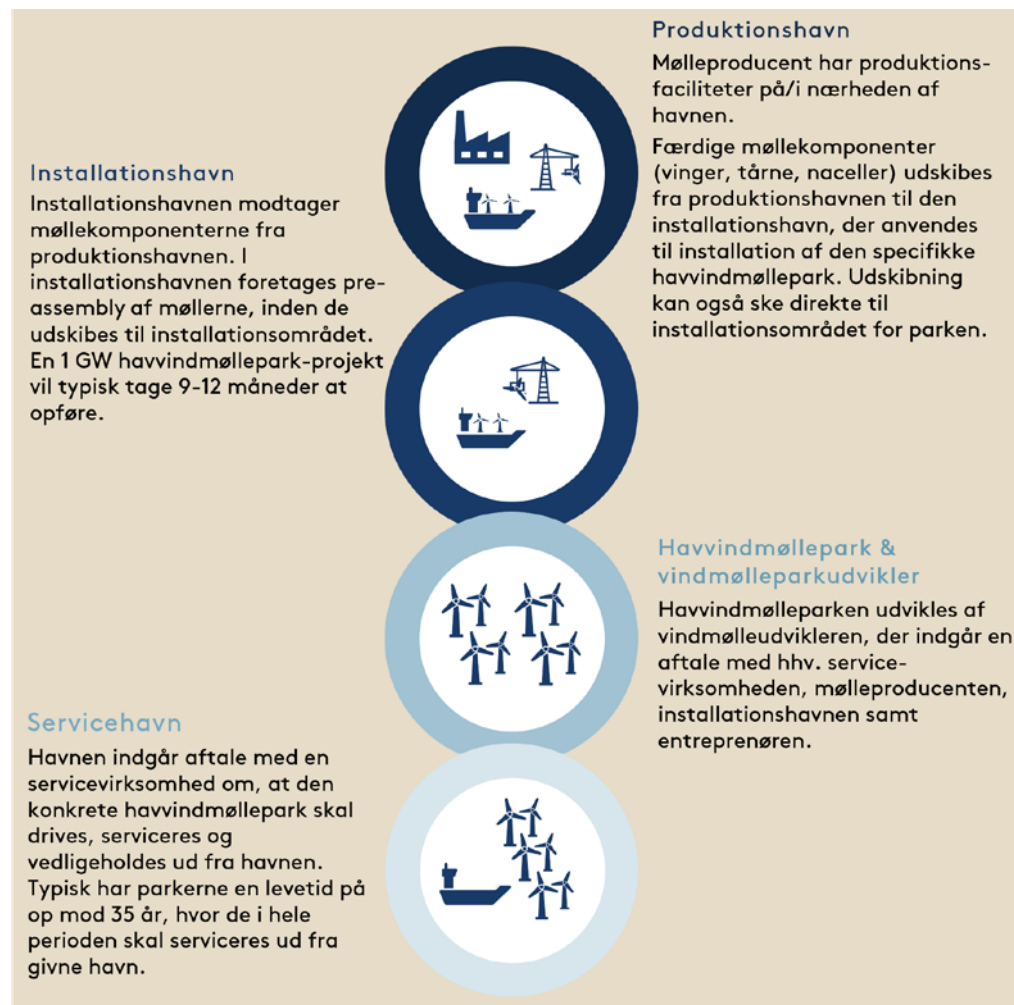 Produktionshavn
Mølleproducent har produktions-
faciliteter på/i nærheden af
havnen.
Færdige møllekomponenter
(vinger, tårne, naceller) udskibes
fra produktionshavnen til den
installationshavn, der anvendes
til installation af den specifikke
havvindmøllepark. Udskibning
kan også ske direkte til
installationsområdet for parken.
Installationshavn
Installationshavnen modtager
møllekomponenterne fra
produktionshavnen. I
installationshavnen foretages pre-
assembly af møllerne, inden de
udskibes til installationsområdet.
En 1 GW havvindmøllepark-projekt
vil typisk tage 9-12 måneder at
opføre.
Havvindmøllepark &
vindmølleparkudvikler
Havvindmølleparken udvikles af
vindmølleudvikleren, der indgår en
aftale med hhv. service-
virksomheden, mølleproducenten,
installationshavnen samt
entreprenøren.
Servicehavn
Havnen indgår aftale med en
servicevirksomhed om, at den
konkrete havvindmøllepark skal
drives, serviceres og
vedligeholdes ud fra havnen.
Typisk har parkerne en levetid på
op mod 35 år, hvor de i hele
perioden skal serviceres ud fra
givne havn.